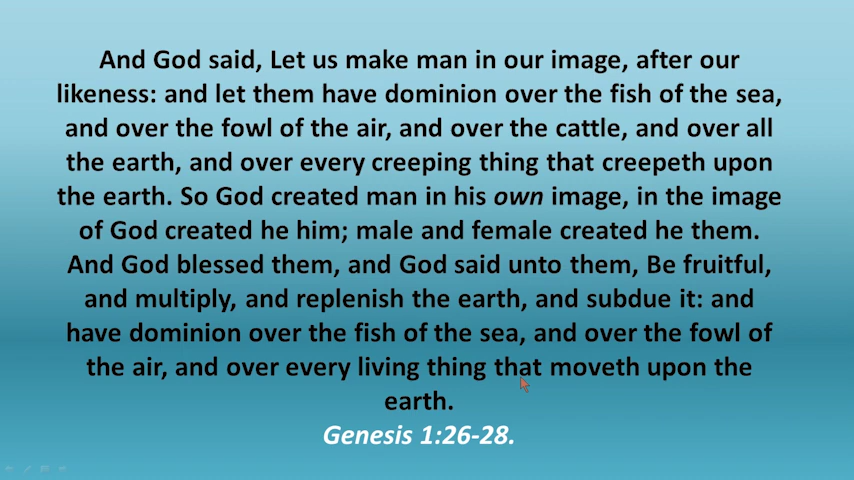 And God said, Let us make man in our image, after our
likeness: and let them have dominion over the fish of the sea,
and over the fowl of the air, and over the cattle, and over all
the earth, and over every creeping thing that creepeth upon
the earth. So God created man in his own image, in the image
of God created he him; male and female created he them.
And God blessed them, and God said unto them, Be fruitful,
and multiply, and replenish the earth, and subdue it: and
have dominion over the fish of the sea, and over the fowl of
the air, and over every living thing that moveth upon the
earth.
Genesis 1:26-28.